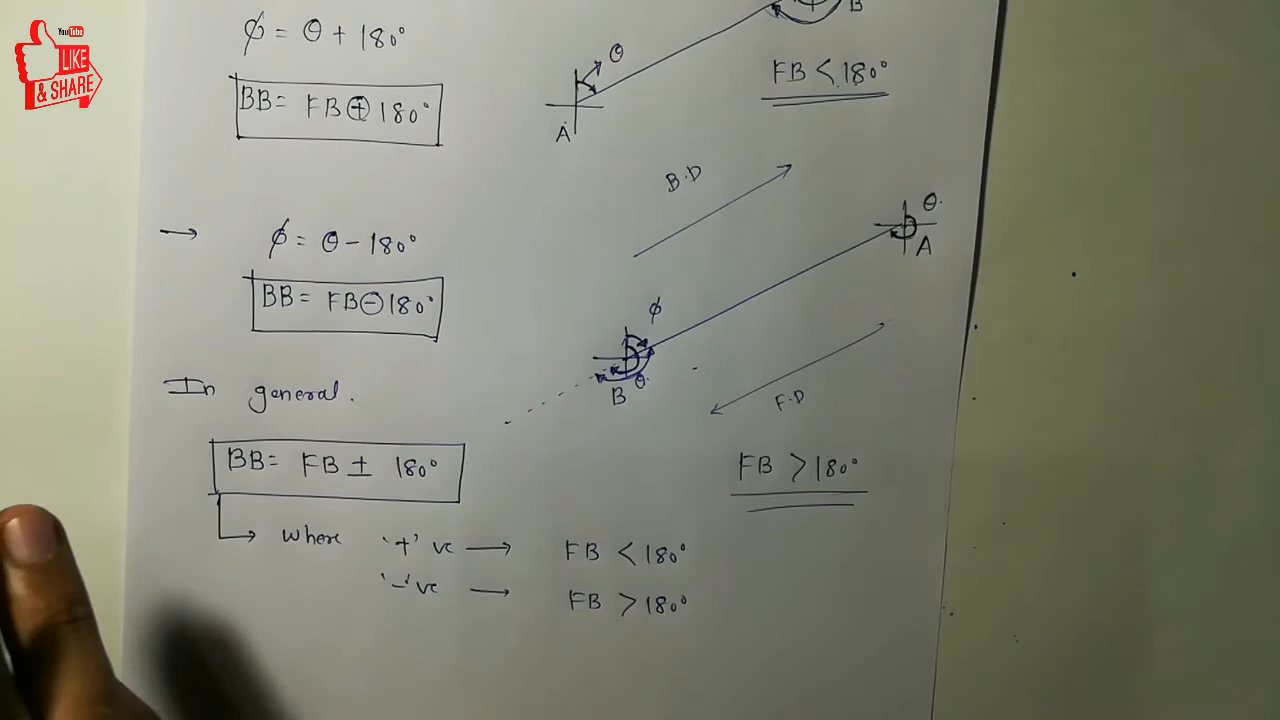 YouTube
LIKE
& SHARE
ϕ = θ + 180°
BB = FB ⊕ 180°
θ
A
B
FB < 180°
B.D
→ ϕ = θ - 180°
BB = FB ⊖ 180°
θ.
A
ϕ
B θ.
F.D
FB > 180°
In general.
BB = FB ± 180°
where '+' ve → FB < 180°
'-' ve → FB > 180°